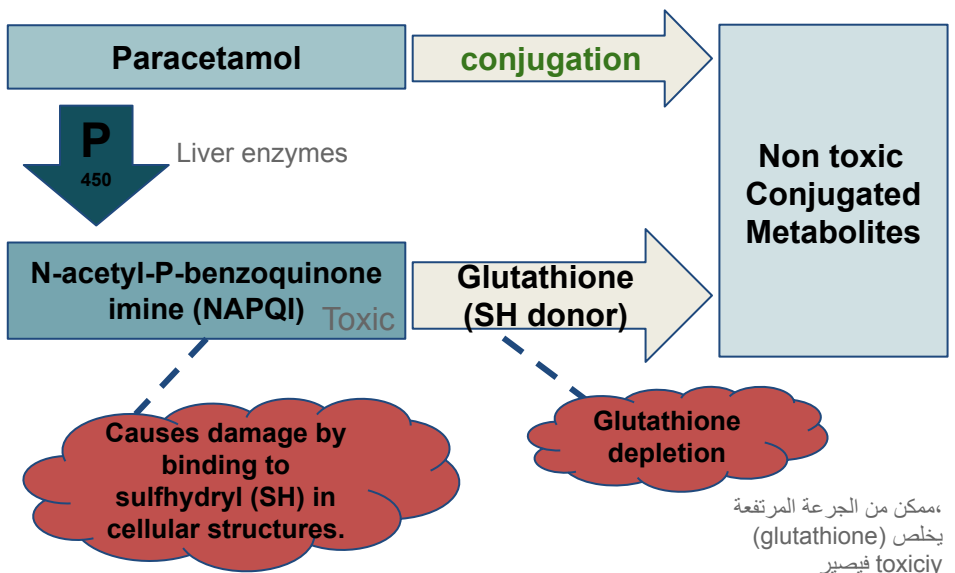 Paracetamol
conjugation
P
450
Liver enzymes
Non toxic
Conjugated
Metabolites
N-acetyl-P-benzoquinone
imine (NAPQI)
Toxic
Glutathione
(SH donor)
Causes damage by
binding to
sulfhydryl (SH) in
cellular structures.
Glutathione
depletion
ممكن من الجرعة المرتفعة،
يخلص (glutathione)
فيصير toxiciy